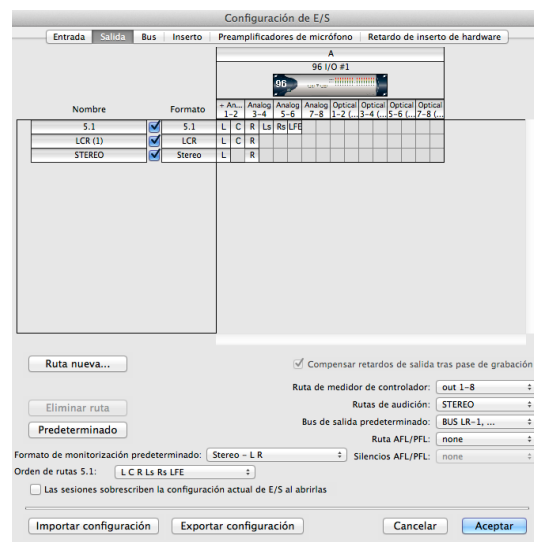 Configuración de E/S
Entrada Salida Bus Inserto Preamplificadores de micrófono Retardo de inserto de hardware
A
96 I/O #1
96
Nombre Formato
÷ An... Analog Analog Analog Optical Optical Optical Optical
1-2 3-4 5-6 7-8 1-2 (... 3-4 (... 5-6 (... 7-8 (...
5.1 5.1 L C R Ls Rs LFE
LCR (1) LCR L C R
STEREO Stereo L R
Ruta nueva...
Compensar retardos de salida tras pase de grabación
Ruta de medidor de controlador: out 1-8
Eliminar ruta
Rutas de audición: STEREO
Predeterminado
Bus de salida predeterminado: BUS LR-1, ...
Ruta AFL/PFL: none
Formato de monitorización predeterminado: Stereo - L R
Silencios AFL/PFL: none
Orden de rutas 5.1: L C R Ls Rs LFE
Las sesiones sobrescriben la configuración actual de E/S al abrirlas
Importar configuración Exportar configuración Cancelar Aceptar